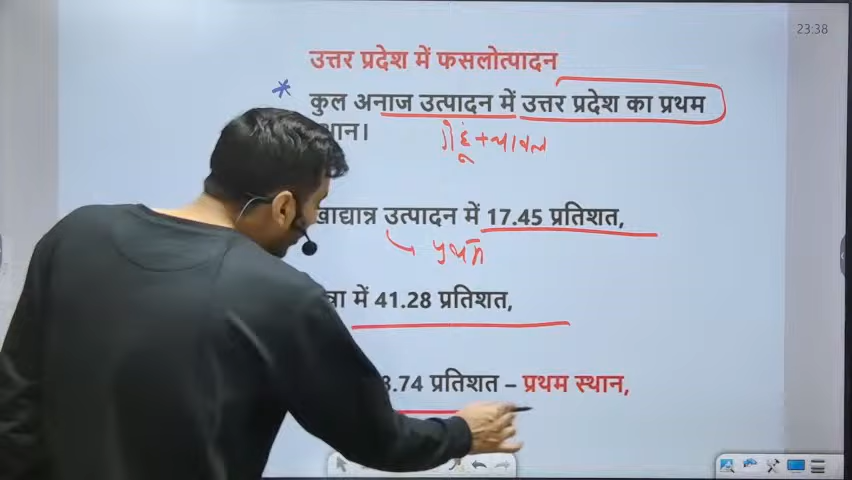 23:38
उत्तर प्रदेश में फसलोत्पादन
* कुल अनाज उत्पादन में उत्तर प्रदेश का प्रथम
स्थान।
गेहूं + चावल
खाद्यान्न उत्पादन में 17.45 प्रतिशत,
प्रथम
में 41.28 प्रतिशत,
.74 प्रतिशत – प्रथम स्थान,